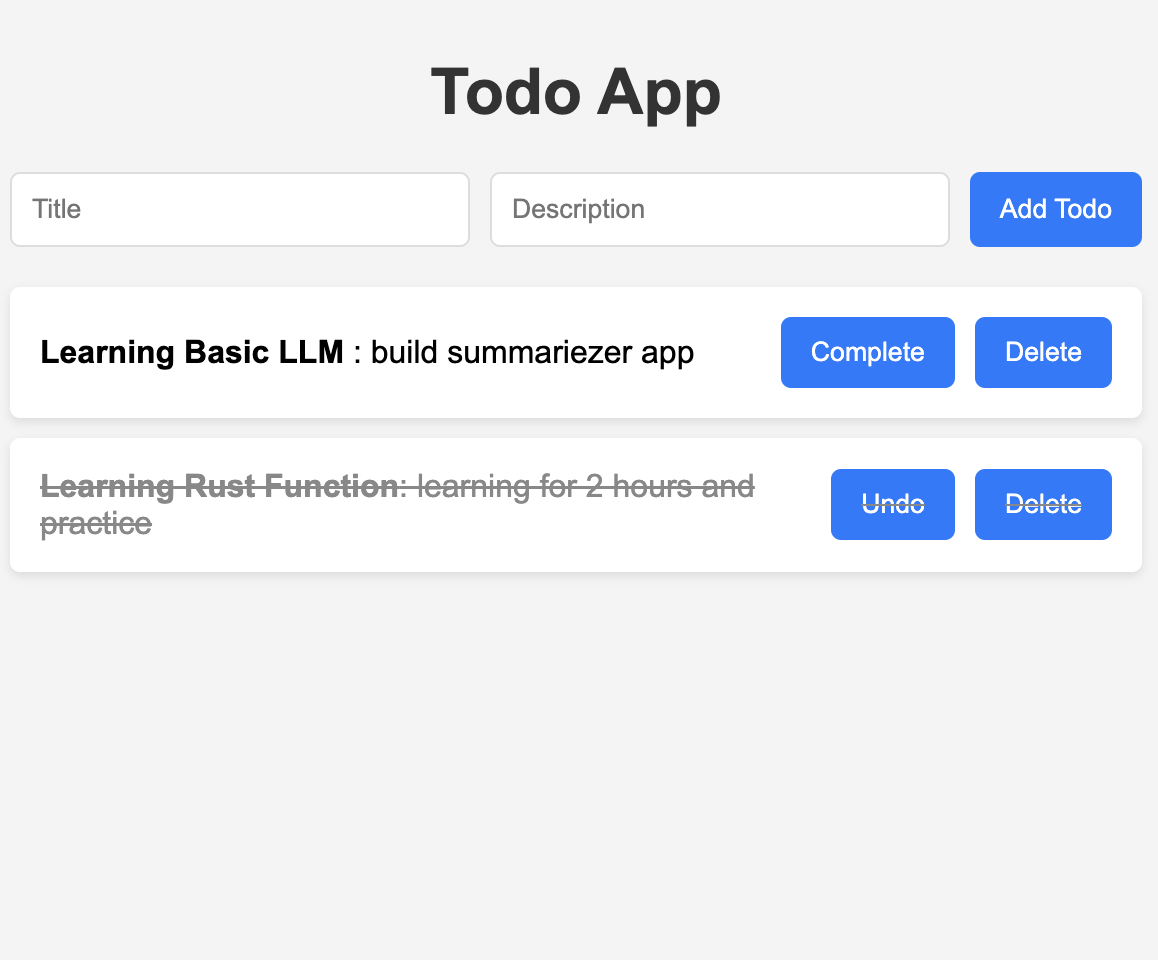 Todo App
Title
Description
Add Todo
Learning Basic LLM : build summariezer app
Complete
Delete
Learning Rust Function: learning for 2 hours and
practice
Undo
Delete